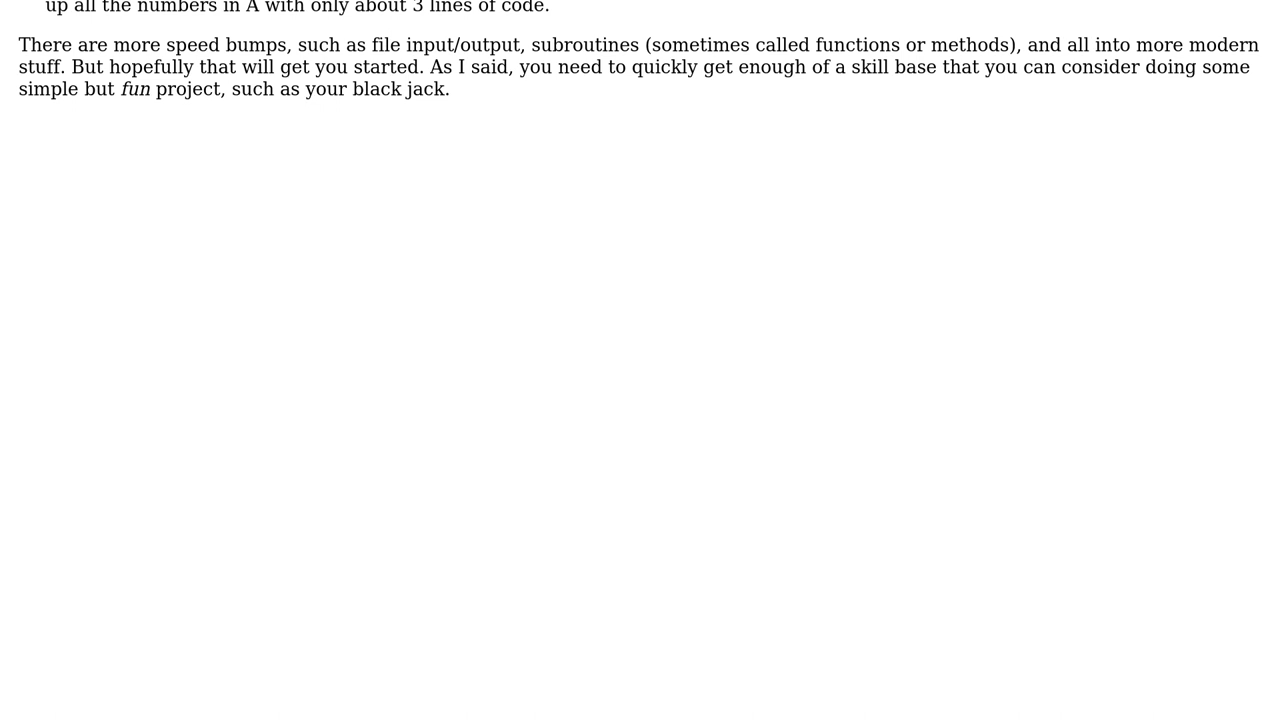 up all the numbers in A with only about 3 lines of code.
There are more speed bumps, such as file input/output, subroutines (sometimes called functions or methods), and all into more modern
stuff. But hopefully that will get you started. As I said, you need to quickly get enough of a skill base that you can consider doing some
simple but fun project, such as your black jack.